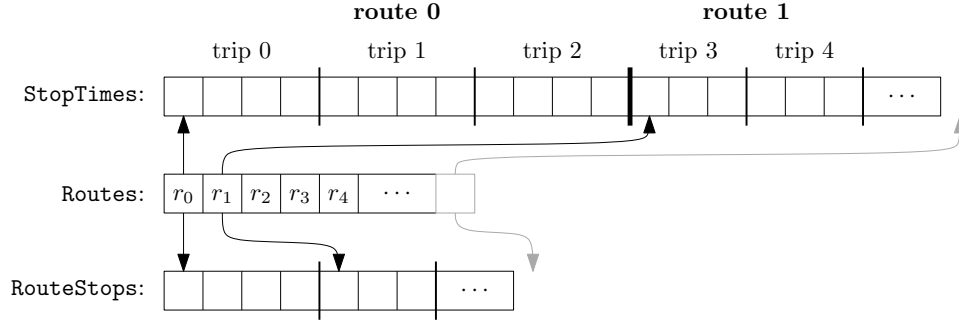 route 0 route 1
trip 0 trip 1 trip 2 trip 3 trip 4
StopTimes: ···
Routes: r0 r1 r2 r3 r4 ···
RouteStops: ···